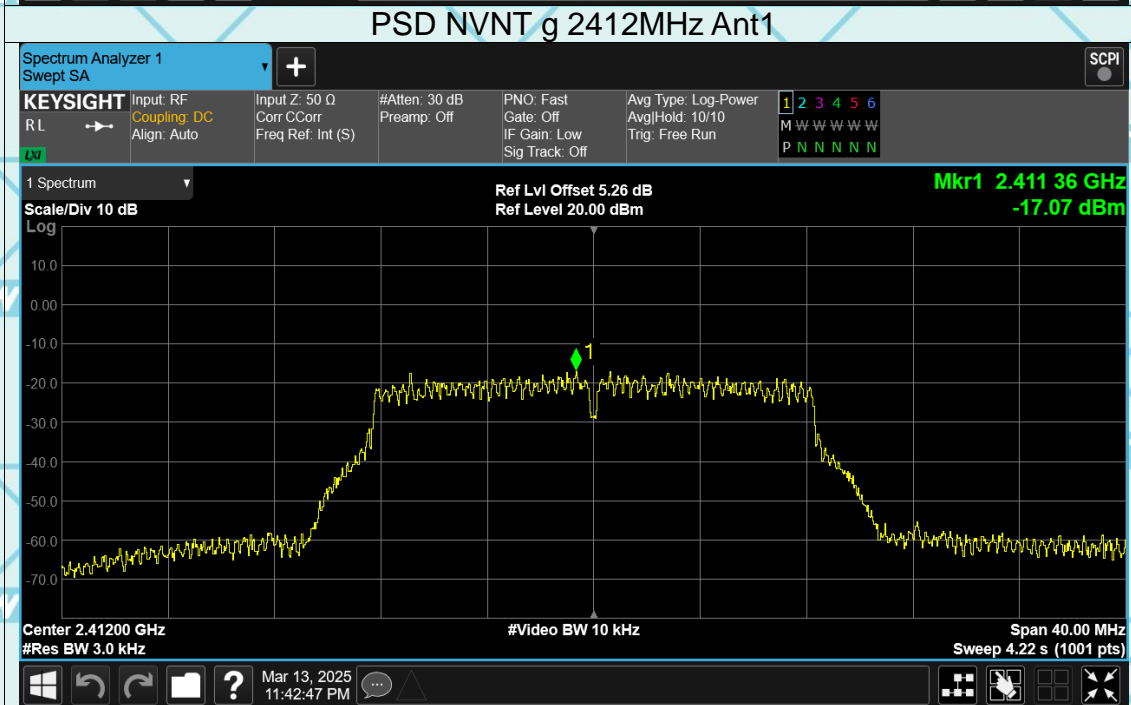 PSD NVNT g 2412MHz Ant1
Spectrum Analyzer 1
Swept SA
+
SCPI
KEYSIGHT Input: RF Input Z: 50 Ω #Atten: 30 dB PNO: Fast Avg Type: Log-Power 1 2 3 4 5 6
R L Coupling: DC Corr CCorr Preamp: Off Gate: Off Avg|Hold: 10/10 M W W W W W
Align: Auto Freq Ref: Int (S) IF Gain: Low Trig: Free Run
LXI Sig Track: Off P N N N N N
1 Spectrum Ref Lvl Offset 5.26 dB Mkr1 2.411 36 GHz
Scale/Div 10 dB Ref Level 20.00 dBm -17.07 dBm
Log
10.0
0.00
-10.0
1
-20.0
-30.0
-40.0
-50.0
-60.0
-70.0
Center 2.41200 GHz #Video BW 10 kHz Span 40.00 MHz
#Res BW 3.0 kHz Sweep 4.22 s (1001 pts)
? Mar 13, 2025
11:42:47 PM